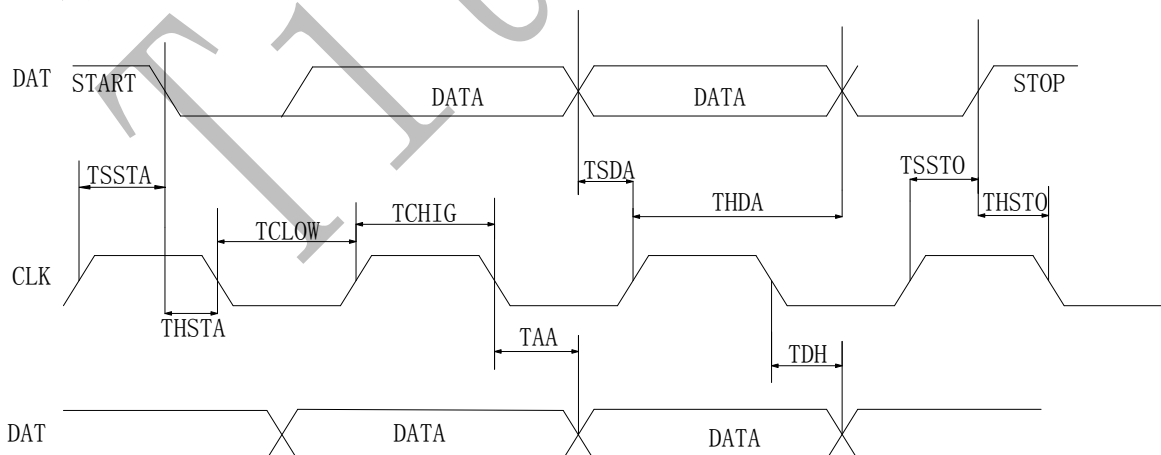 DAT START DATA DATA STOP
TSSTA TSDA TSSTO
TCLOW TCHIG THDA THSTO
CLK
THSTA TAA TDH
DAT DATA DATA